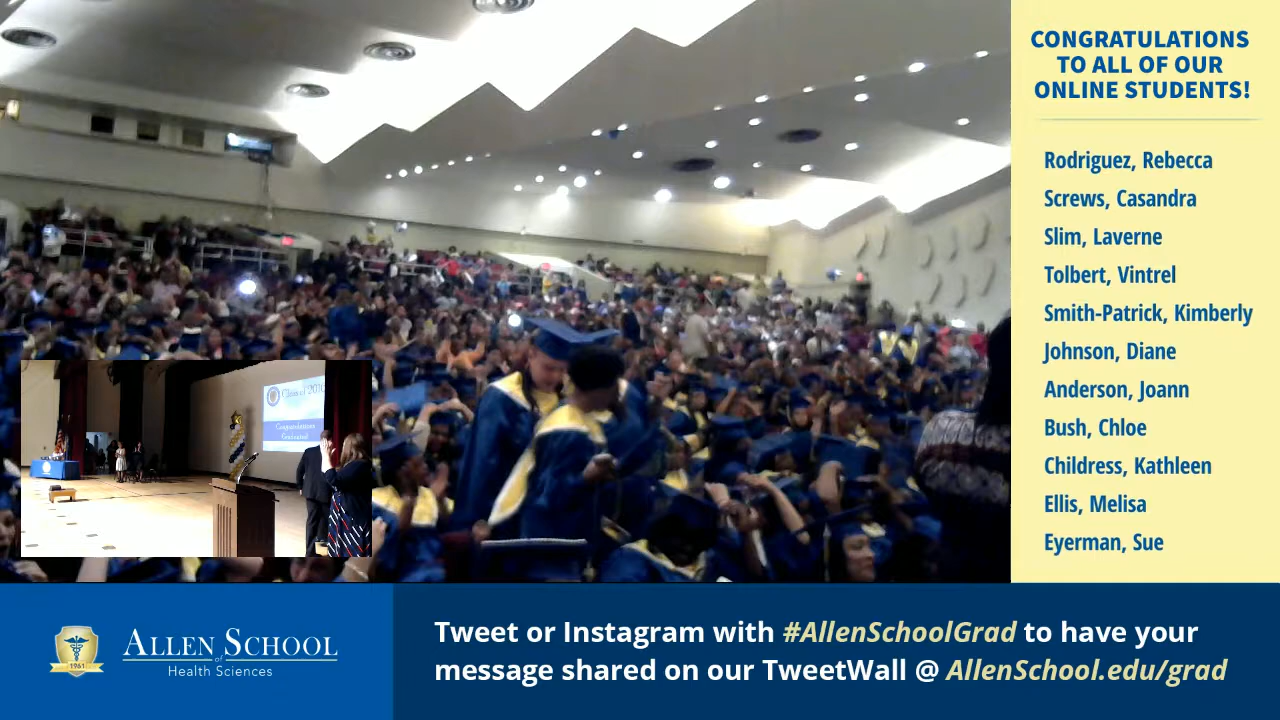 CONGRATULATIONS
TO ALL OF OUR
ONLINE STUDENTS!
Rodriguez, Rebecca
Screws, Casandra
Slim, Laverne
Tolbert, Vintrel
Smith-Patrick, Kimberly
Johnson, Diane
Anderson, Joann
Bush, Chloe
Childress, Kathleen
Ellis, Melisa
Eyerman, Sue
Class of 2016
Congratulations
Graduates!
1961
ALLEN SCHOOL
of
Health Sciences
Tweet or Instagram with #AllenSchoolGrad to have your
message shared on our TweetWall @ AllenSchool.edu/grad